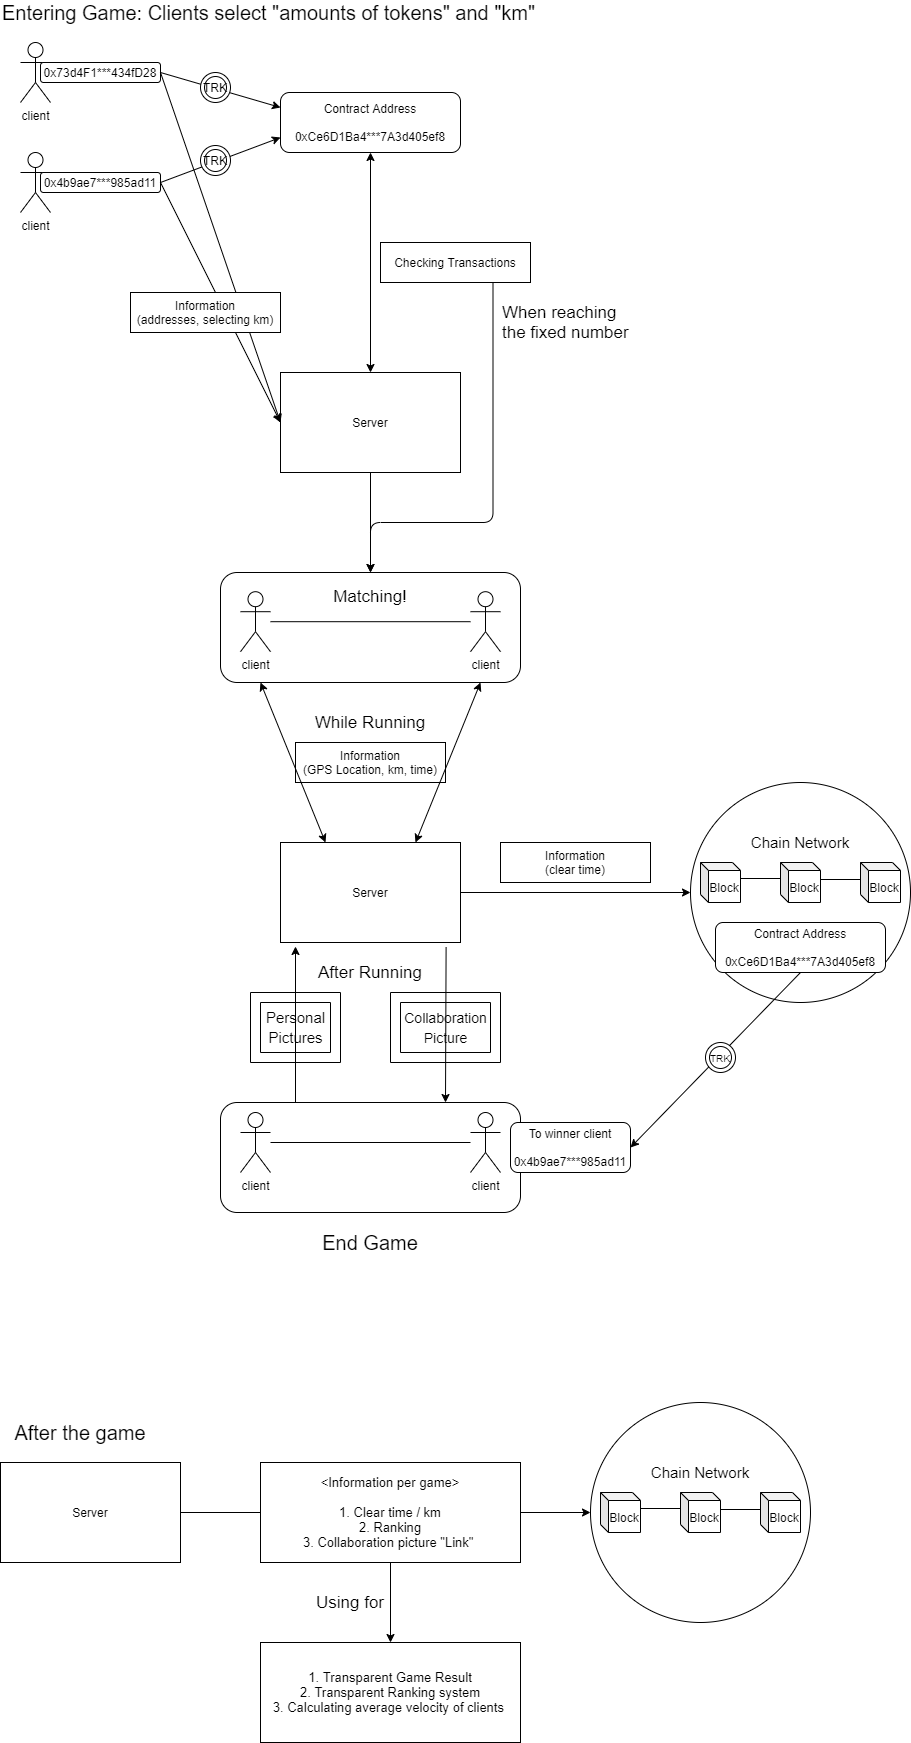 Entering Game: Clients select "amounts of tokens" and "km"
0x73d4F1***434fD28
client
TRK
Contract Address
0xCe6D1Ba4***7A3d405ef8
TRK
0x4b9ae7***985ad11
client
Checking Transactions
Information
(addresses, selecting km)
When reaching
the fixed number
Server
Matching!
client
client
While Running
Information
(GPS Location, km, time)
Server
Information
(clear time)
Chain Network
Block
Block
Block
Contract Address
0xCe6D1Ba4***7A3d405ef8
After Running
Personal
Pictures
Collaboration
Picture
TRK
To winner client
0x4b9ae7***985ad11
client
client
End Game
After the game
Server
<Information per game>
1. Clear time / km
2. Ranking
3. Collaboration picture "Link"
Chain Network
Block
Block
Block
Using for
1. Transparent Game Result
2. Transparent Ranking system
3. Calculating average velocity of clients